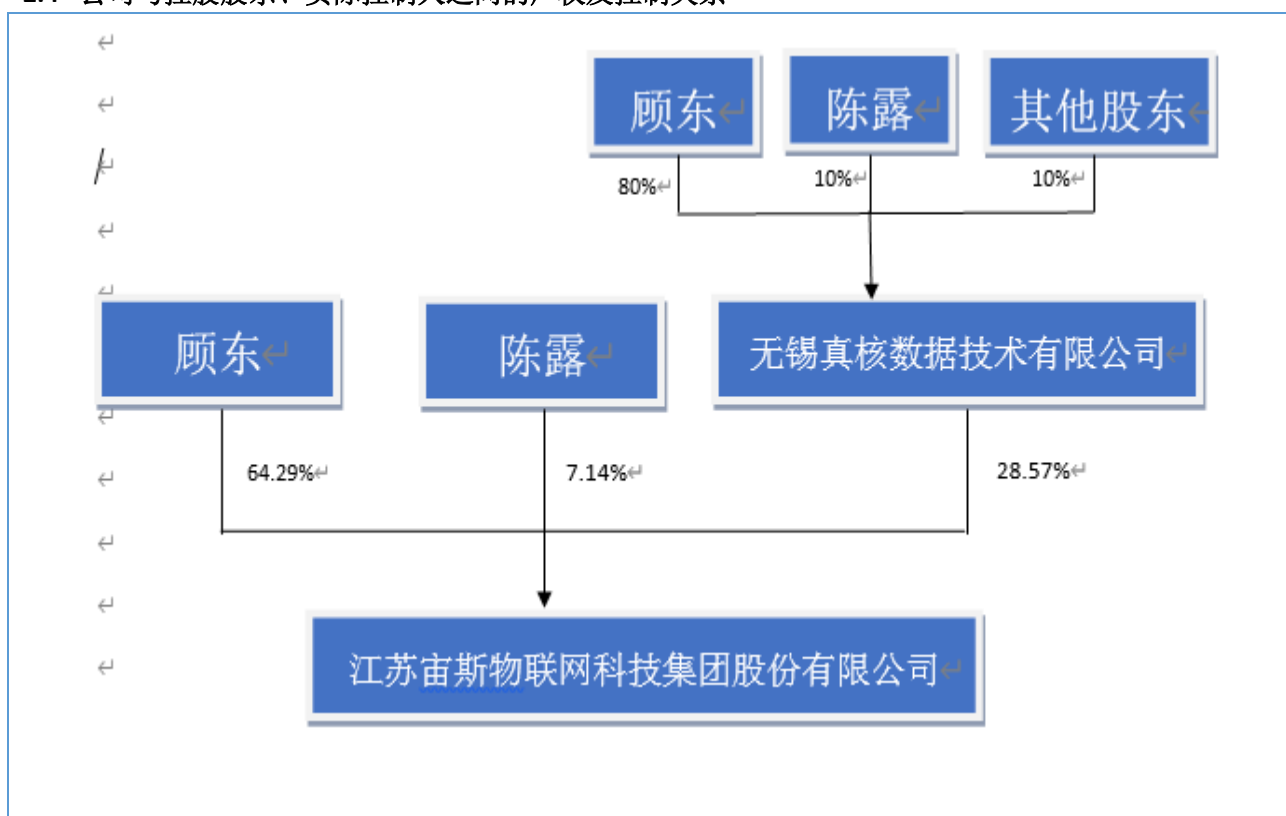 顾东
陈露
其他股东
80%
10%
10%
顾东
陈露
无锡真核数据技术有限公司
64.29%
7.14%
28.57%
江苏宙斯物联网科技集团股份有限公司